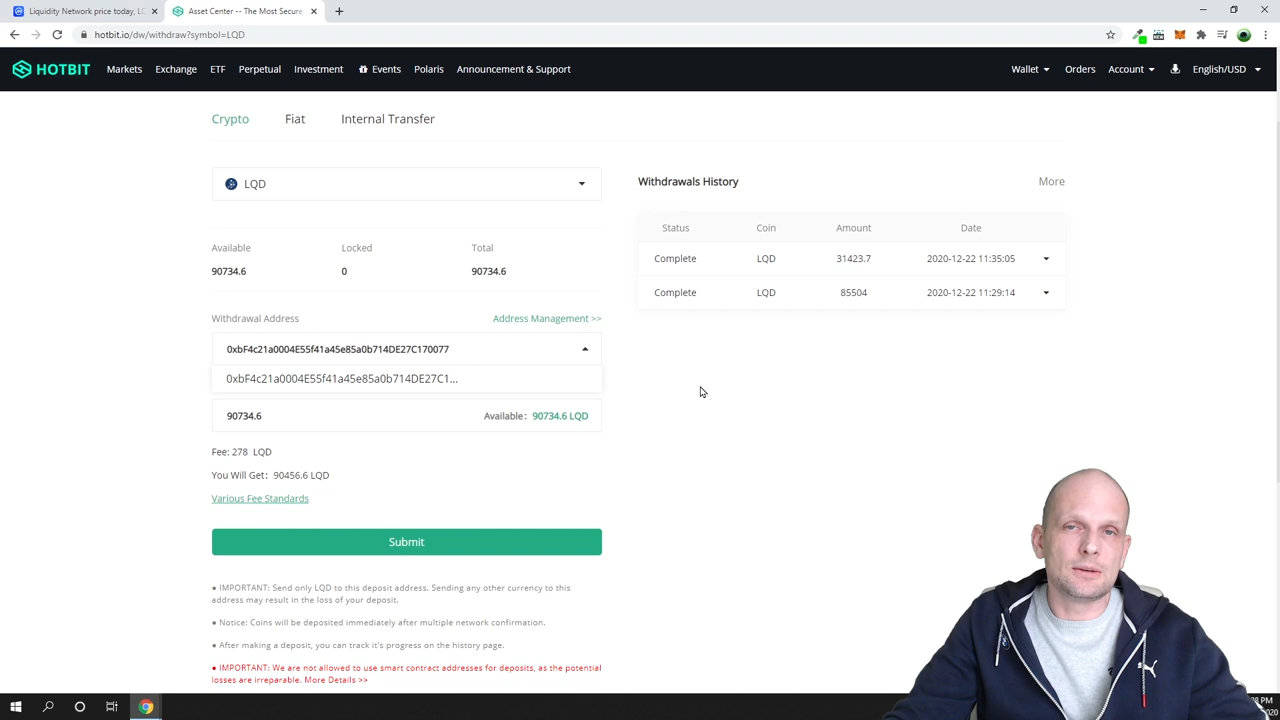 Liquidity Network price today, LC
Asset Center -- The Most Secure
hotbit.io/dw/withdraw?symbol=LQD
HOTBIT Markets Exchange ETF Perpetual Investment Events Polaris Announcement & Support Wallet Orders Account English/USD
Crypto Fiat Internal Transfer
LQD
Withdrawals History More
Status Coin Amount Date
Available Locked Total
90734.6 0 90734.6
Complete LQD 31423.7 2020-12-22 11:35:05
Complete LQD 85504 2020-12-22 11:29:14
Withdrawal Address Address Management >>
0xbF4c21a0004E55f41a45e85a0b714DE27C170077
0xbF4c21a0004E55f41a45e85a0b714DE27C1...
90734.6 Available: 90734.6 LQD
Fee: 278 LQD
You Will Get: 90456.6 LQD
Various Fee Standards
Submit
● IMPORTANT: Send only LQD to this deposit address. Sending any other currency to this
address may result in the loss of your deposit.
● Notice: Coins will be deposited immediately after multiple network confirmation.
● After making a deposit, you can track it's progress on the history page.
● IMPORTANT: We are not allowed to use smart contract addresses for deposits, as the potential
losses are irreparable. More Details >>